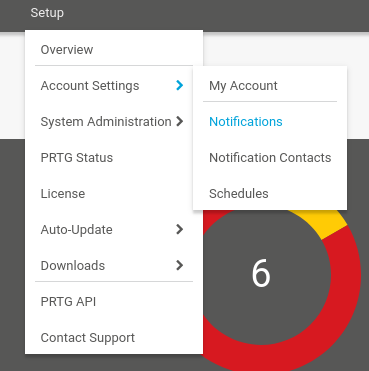 Setup
Overview
Account Settings
System Administration
PRTG Status
License
Auto-Update
Downloads
PRTG API
Contact Support
My Account
Notifications
Notification Contacts
Schedules
6